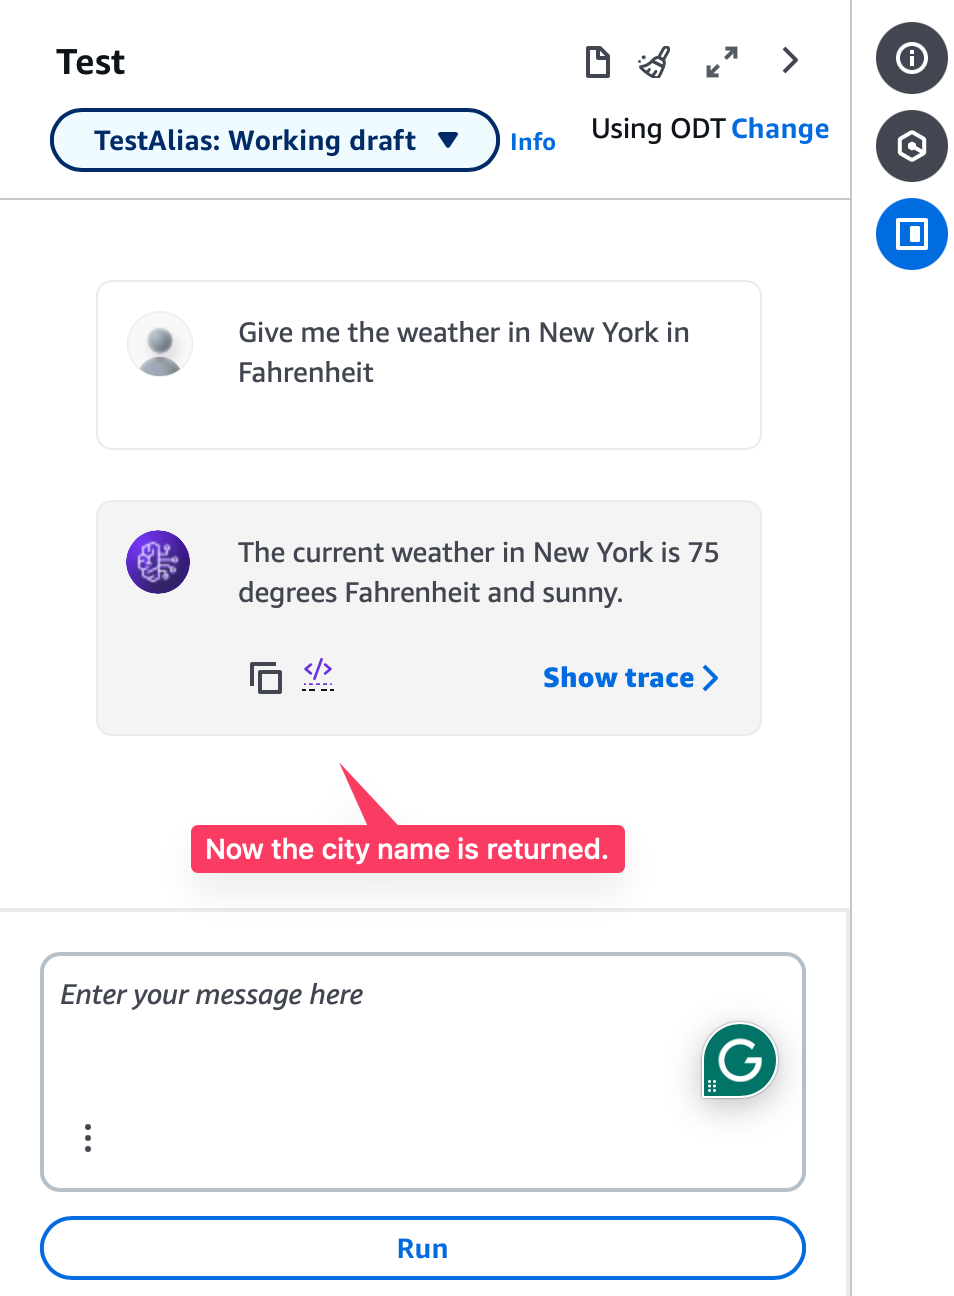 Test
TestAlias: Working draft
Info
Using ODT Change
Give me the weather in New York in
Fahrenheit
The current weather in New York is 75
degrees Fahrenheit and sunny.
</>
Show trace
Now the city name is returned.
Enter your message here
G
Run